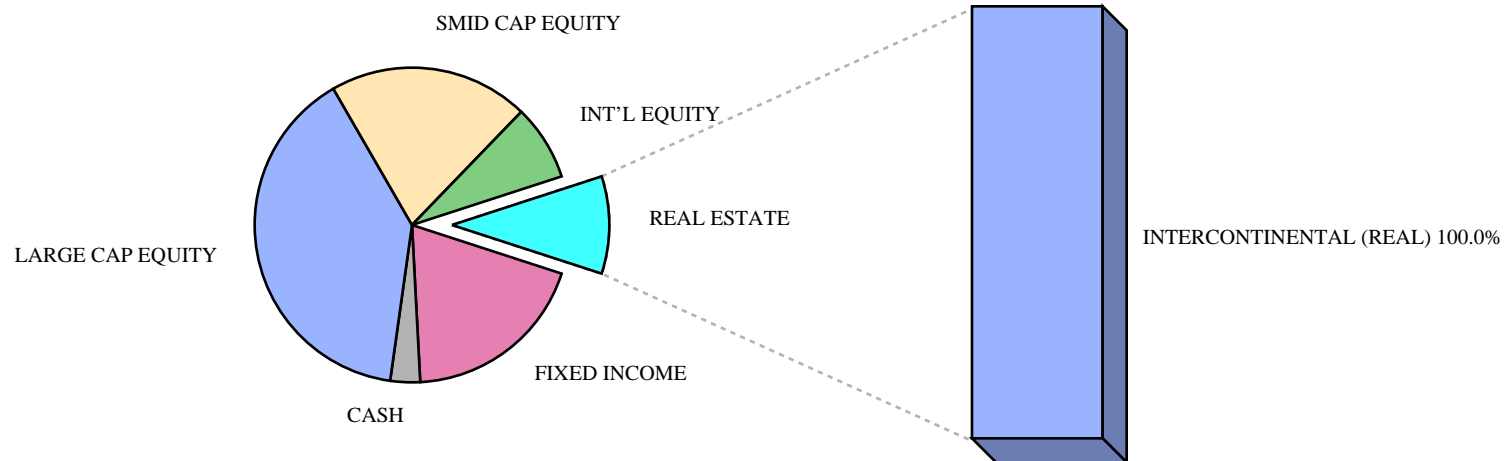 SMID CAP EQUITY
INT'L EQUITY
REAL ESTATE
INTERCONTINENTAL (REAL) 100.0%
LARGE CAP EQUITY
FIXED INCOME
CASH